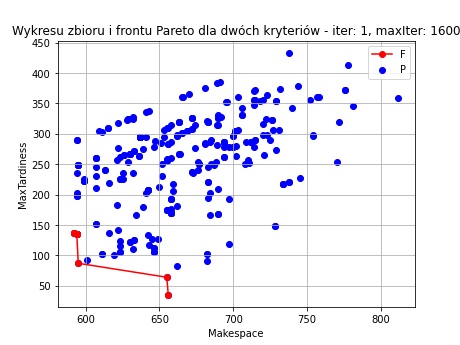 Wykresu zbioru i frontu Pareto dla dwóch kryteriów - iter: 1, maxIter: 1600
F
P
450
400
350
300
250
200
150
100
50
MaxTardiness
600 650 700 750 800
Makespace